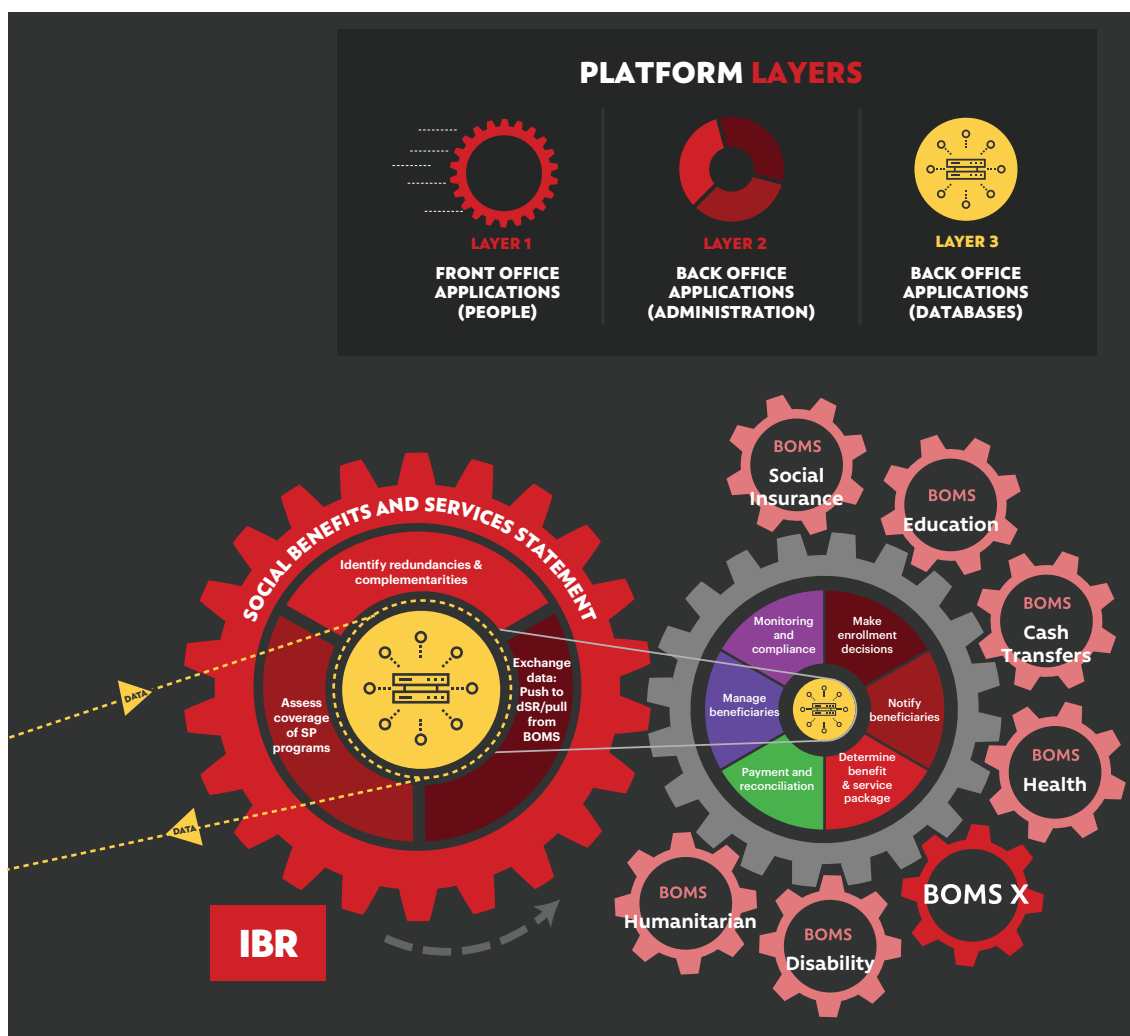 PLATFORM LAYERS
LAYER 1
FRONT OFFICE
APPLICATIONS
(PEOPLE)
LAYER 2
BACK OFFICE
APPLICATIONS
(ADMINISTRATION)
LAYER 3
BACK OFFICE
APPLICATIONS
(DATABASES)
SOCIAL BENEFITS AND SERVICES STATEMENT
Identify redundancies &
complementarities
Assess
coverage
of SP
programs
Exchange
data:
Push to
dSR/pull
from
BOMS
DATA
DATA
IBR
Monitoring
and
compliance
Make
enrollment
decisions
Manage
beneficiaries
Notify
beneficiaries
Payment and
reconciliation
Determine
benefit
& service
package
BOMS
Social
Insurance
BOMS
Education
BOMS
Cash
Transfers
BOMS
Health
BOMS X
BOMS
Disability
BOMS
Humanitarian